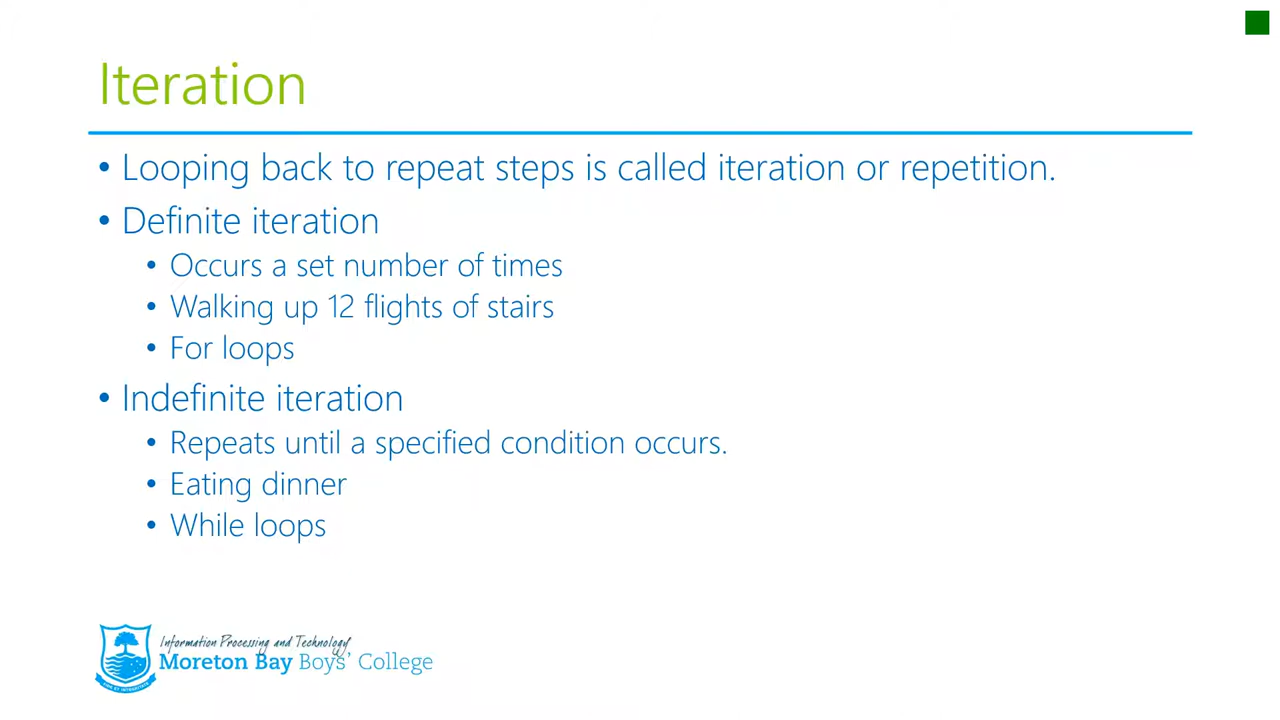 Iteration
• Looping back to repeat steps is called iteration or repetition.
• Definite iteration
• Occurs a set number of times
• Walking up 12 flights of stairs
• For loops
• Indefinite iteration
• Repeats until a specified condition occurs.
• Eating dinner
• While loops
Information Processing and Technology
Moreton Bay Boys' College